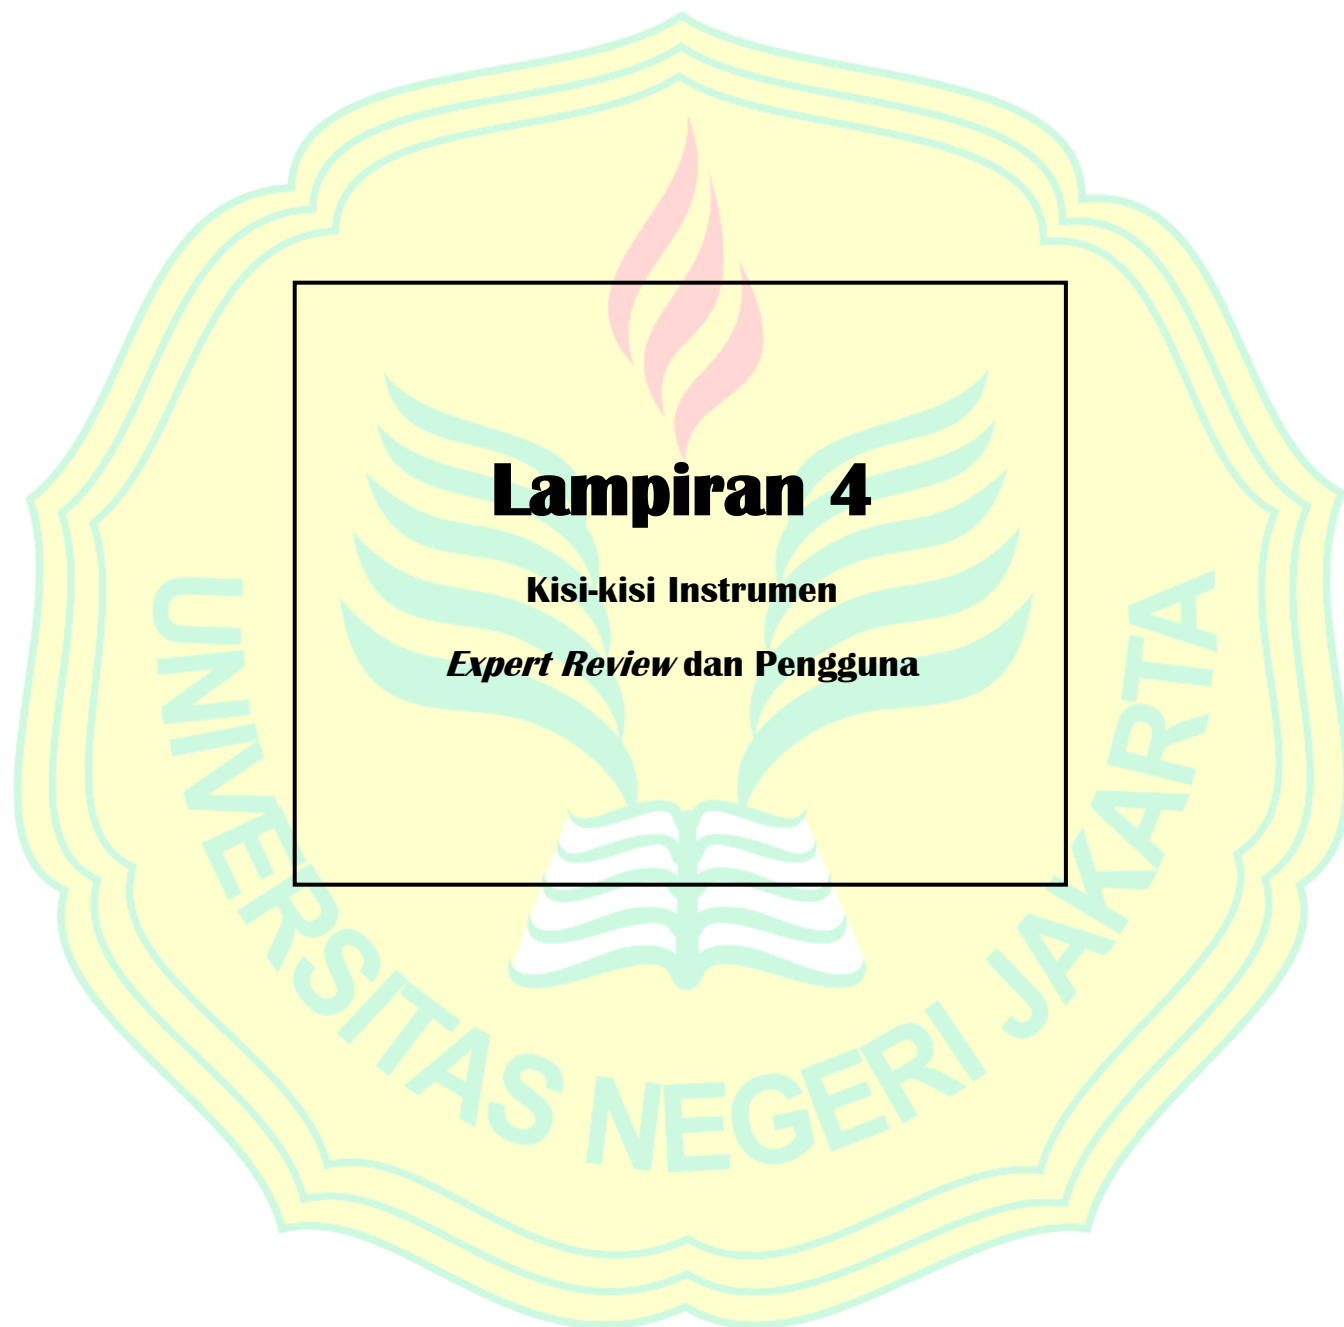 Lampiran 4
Kisi-kisi Instrumen
Expert Review dan Pengguna
UNIVERSITAS NEGERI JAKARTA